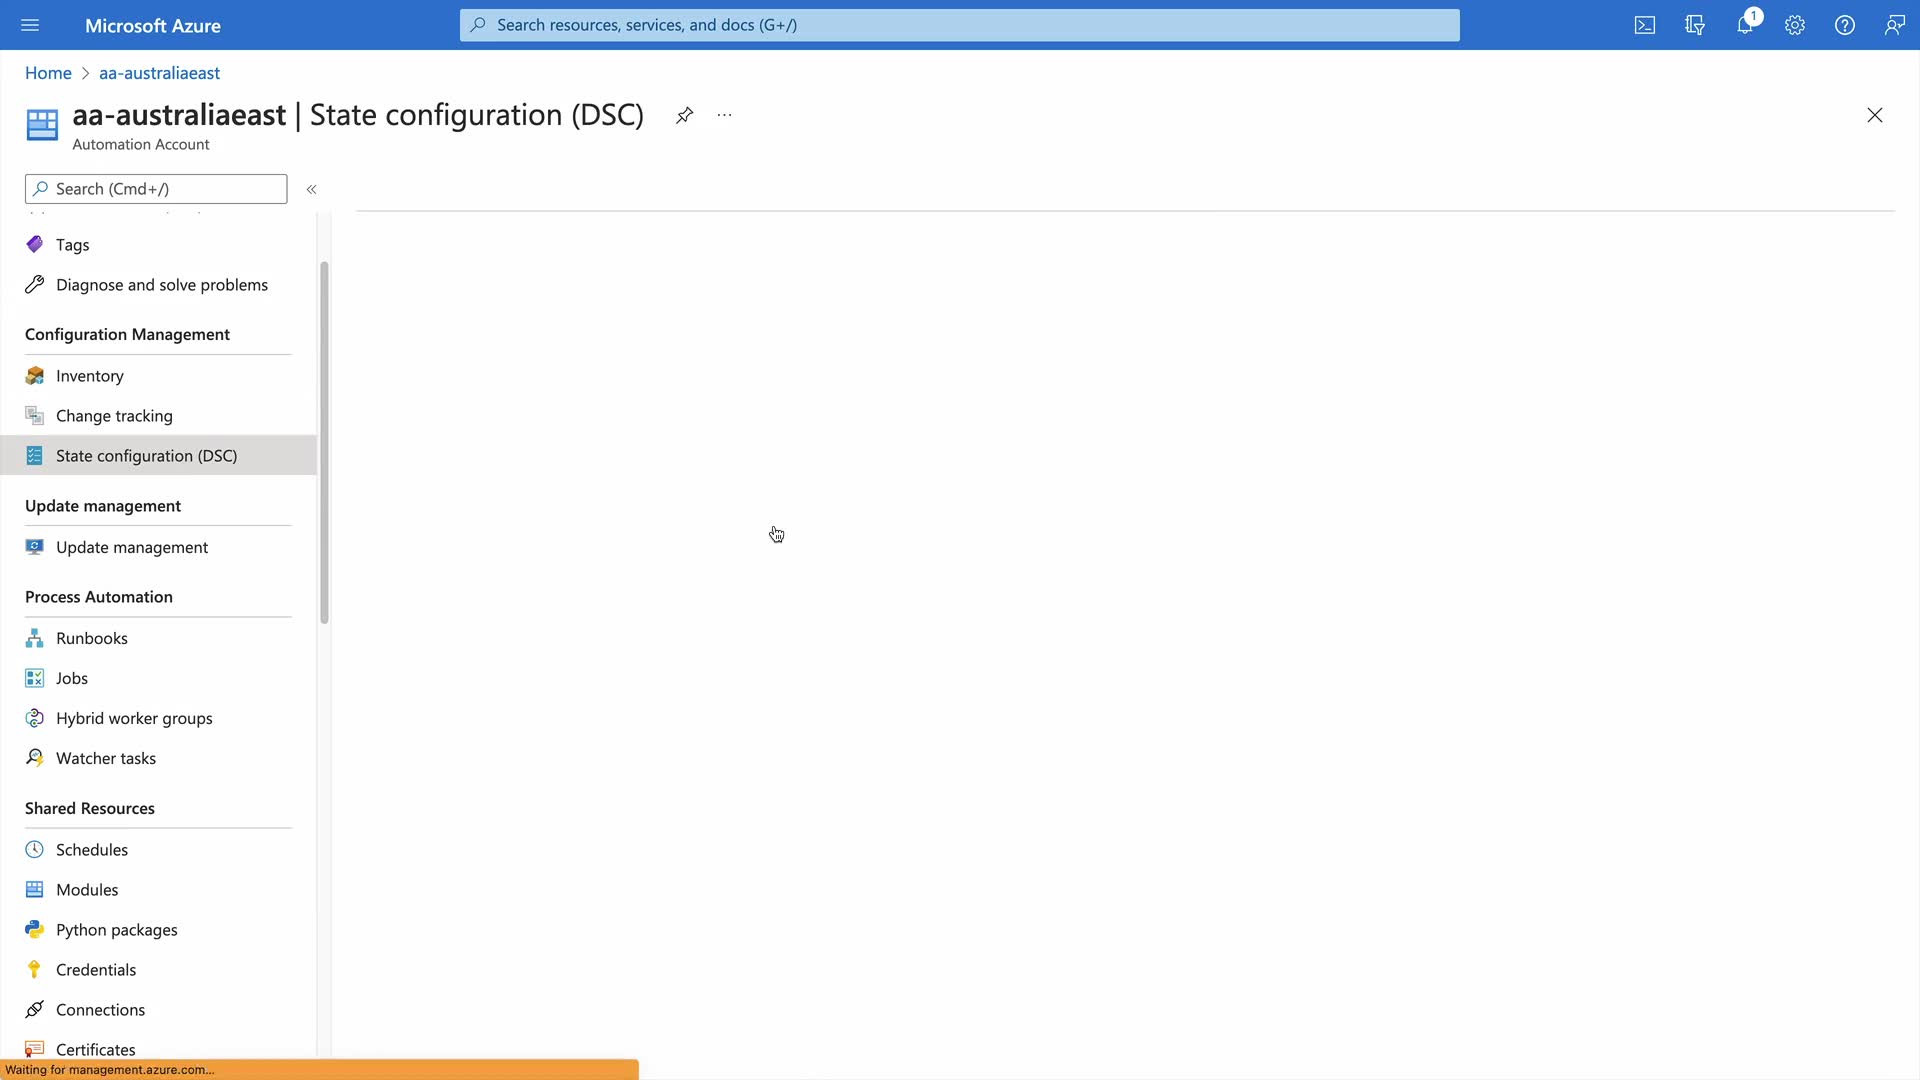 Microsoft Azure
Search resources, services, and docs (G+/)
1
Home > aa-australiaeast
aa-australiaeast | State configuration (DSC)
Automation Account
Search (Cmd+/)
Tags
Diagnose and solve problems
Configuration Management
Inventory
Change tracking
State configuration (DSC)
Update management
Update management
Process Automation
Runbooks
Jobs
Hybrid worker groups
Watcher tasks
Shared Resources
Schedules
Modules
Python packages
Credentials
Connections
Certificates
Waiting for management.azure.com...